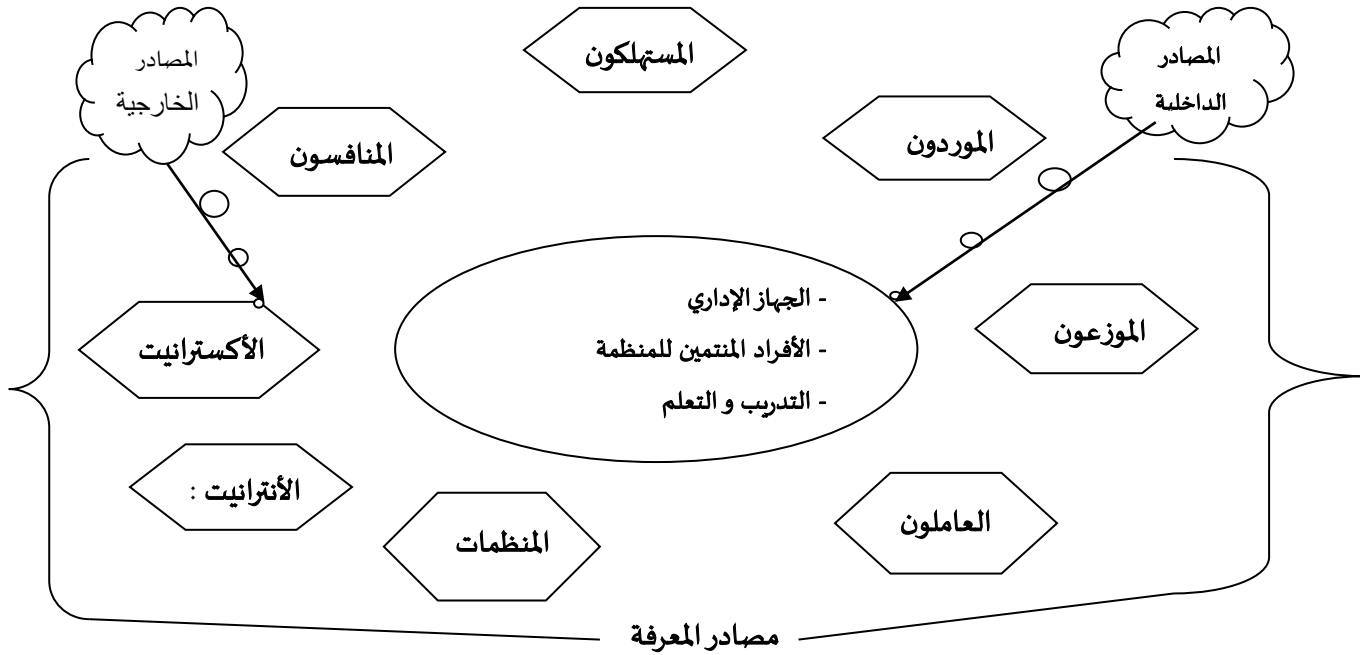 المستهلكون
المصادر
الداخلية
المصادر
الخارجية
الموردون
المنافسون
- الجهاز الإداري
- الأفراد المنتمين للمنظمة
- التدريب و التعلم
الموزعون
الأكسترانيت
العاملون
المنظمات
الأنترانيت :
مصادر المعرفة